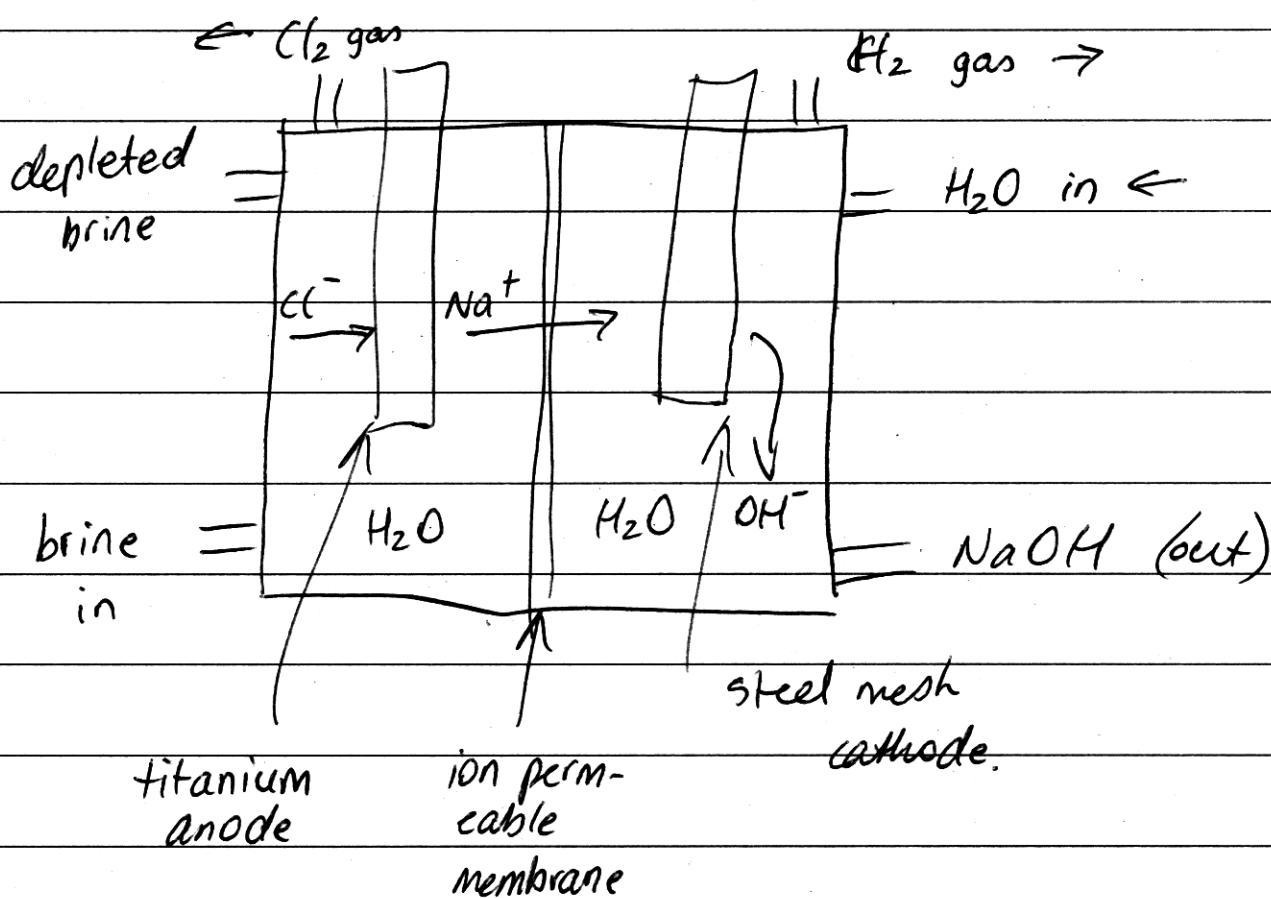 ← Cl₂ gas
H₂ gas →
depleted
brine
H₂O in ←
Cl⁻
Na⁺
brine
in
H₂O
H₂O
OH⁻
NaOH (out)
steel mesh
cathode.
titanium
anode
ion perm-
eable
membrane